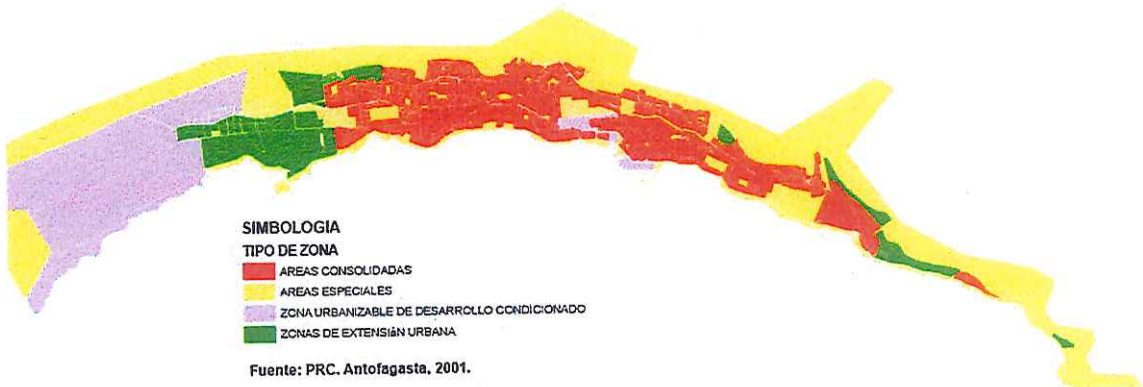 SIMBOLOGIA
TIPO DE ZONA
AREAS CONSOLIDADAS
AREAS ESPECIALES
ZONA URBANIZABLE DE DESARROLLO CONDICIONADO
ZONAS DE EXTENSIóN URBANA
Fuente: PRC. Antofagasta, 2001.